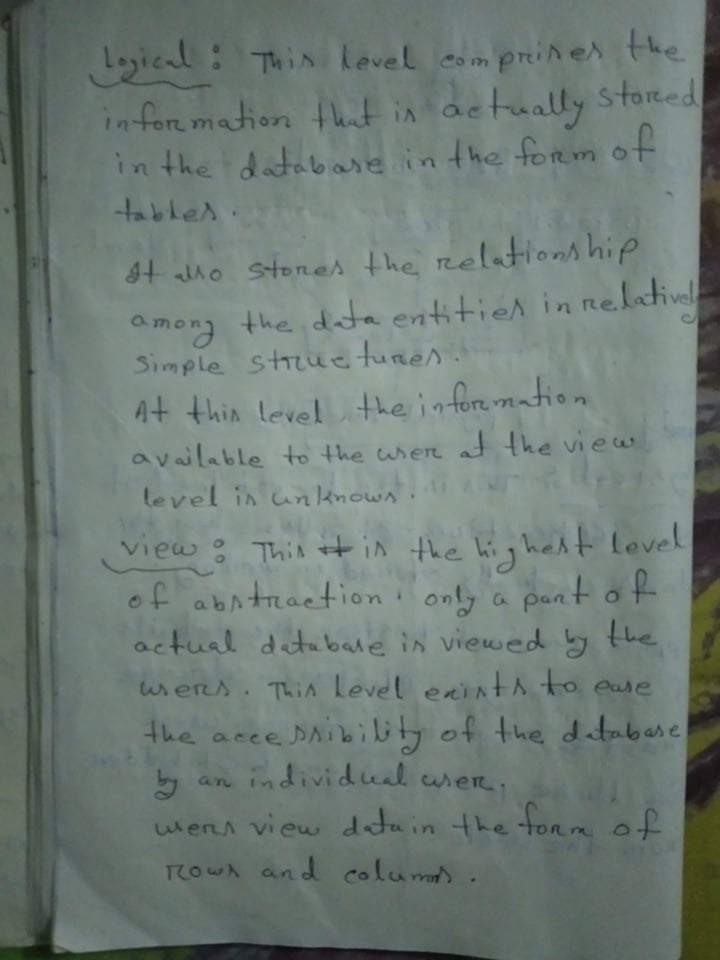 Logical : This level comprises the
information that is actually stored
in the database in the form of
tables.
It also stores the relationship
among the data entities in relatively
simple structures.
At this level, the information
available to the user at the view
level is unknows.
view : This it is the highest level
of abstraction. only a part of
actual database is viewed by the
users. This level exists to ease
the accessibility of the database
by an individual user.
users view data in the form of
rows and columns.